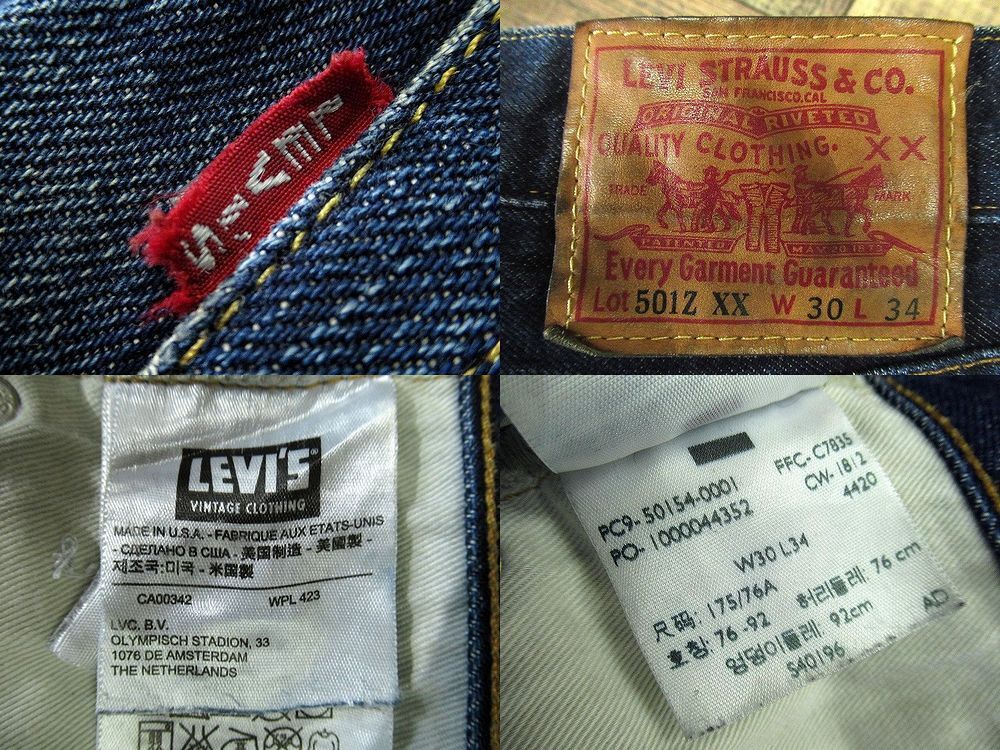 LEVI'S
LEVI STRAUSS & CO.
SAN FRANCISCO, CAL
ORIGINAL RIVETED
QUALITY CLOTHING. XX
TRADE MARK
PATENTED
Every Garment Guaranteed
Lot 501Z XX W 30 L 34
LEVI'S®
VINTAGE CLOTHING
MADE IN U.S.A. - FABRIQUE AUX ETATS-UNIS
- СДЕЛАНО В США - 美国制造 - 美國製 -
제조국:미국 - 米国製
CA00342 WPL 423
LVC. B.V.
OLYMPISCH STADION, 33
1076 DE AMSTERDAM
THE NETHERLANDS
PC9-50154-0001 FFC-C7835
PO-1000044352 CW-1812
4420
W30 L34
尺码: 175/76A 허리둘레: 76 cm
호칭: 76-92 엉덩이둘레: 92cm
S40196 AD